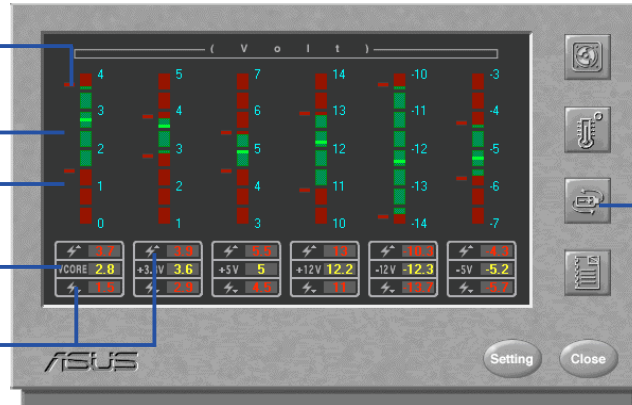 ( V o l t )
4 5 7 14 -10 -3
3 4 6 13 -11 -4
2 3 5 12 -12 -5
1 2 4 11 -13 -6
0 1 3 10 -14 -7
3.7 3.9 5.5 13 -10.3 -4.3
VCORE 2.8 +3.3V 3.6 +5V 5 +12V 12.2 -12V -12.3 -5V -5.2
1.5 2.9 4.5 11 -13.7 -5.7
ASUS Setting Close